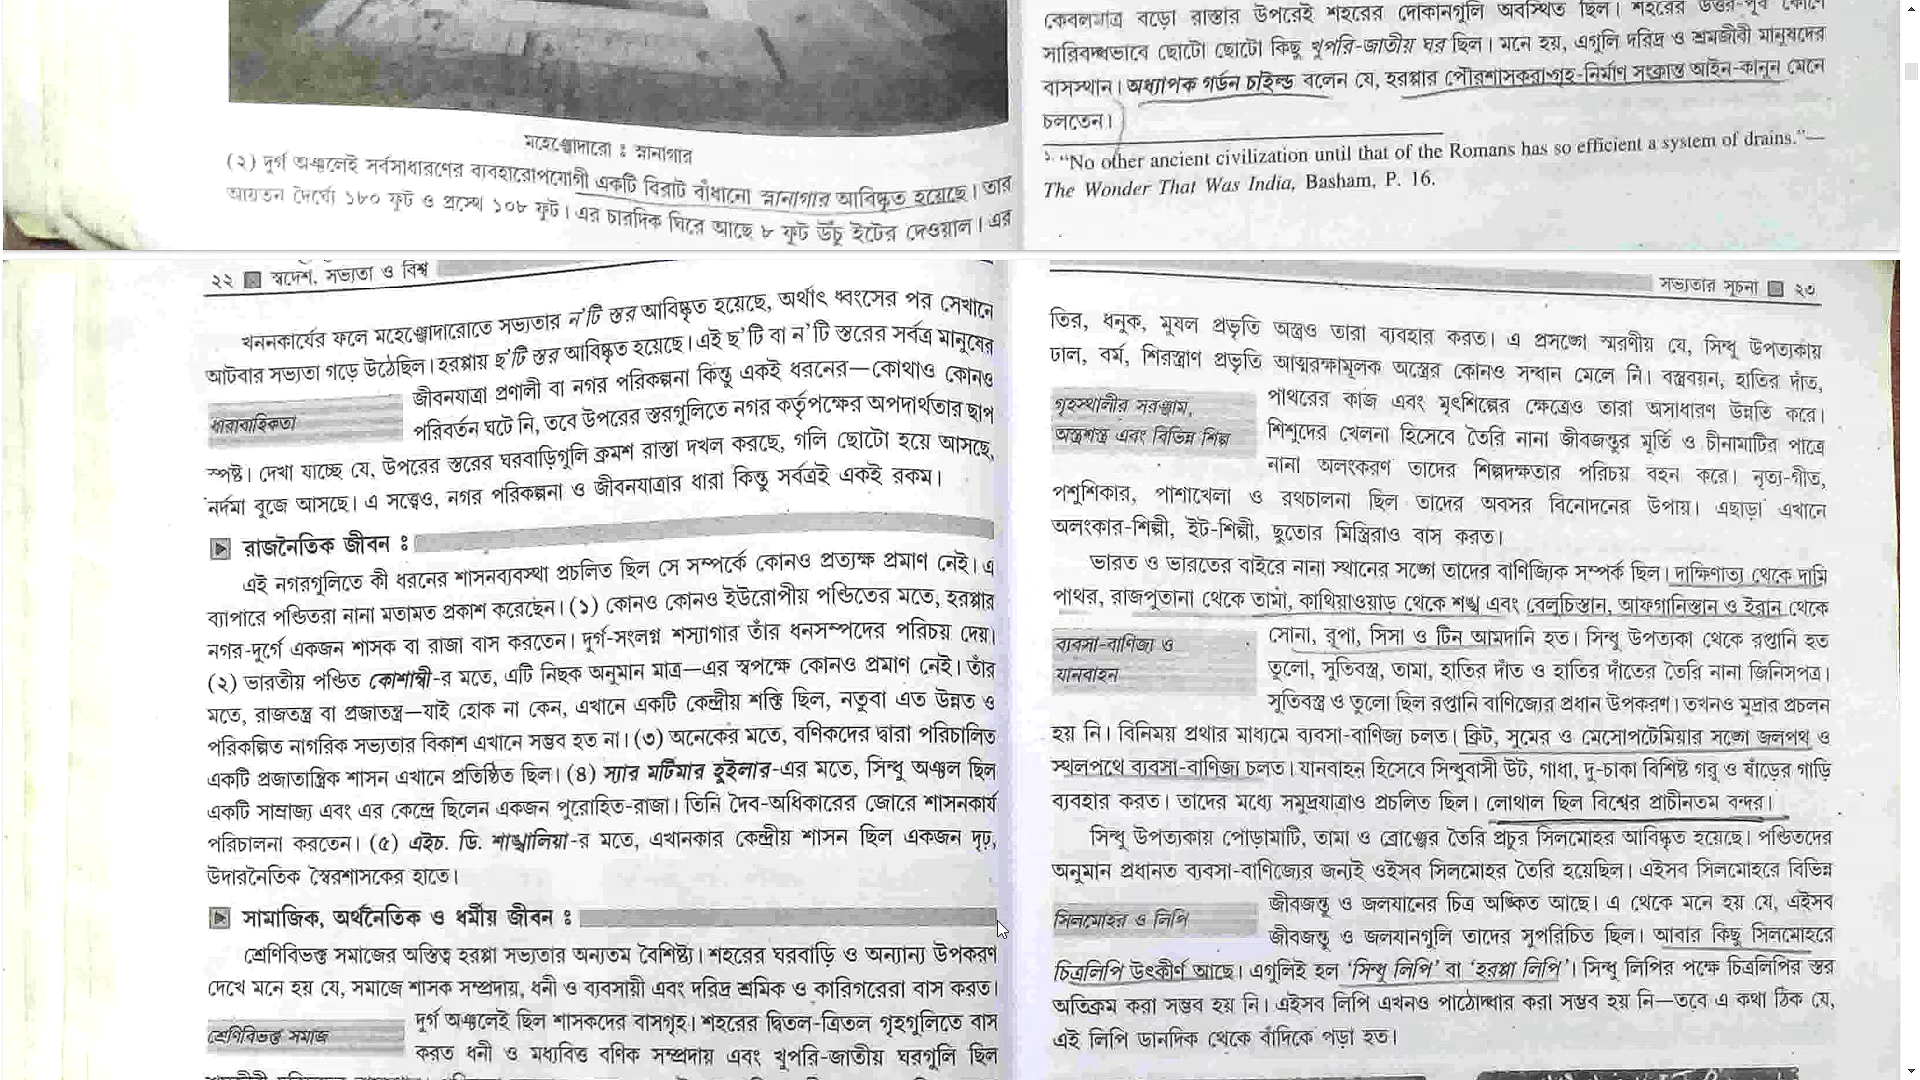 মহেঞ্জোদারো : স্নানাগার
(২) দুর্গ অঞ্চলেই সর্বসাধারণের ব্যবহারোপযোগী একটি বিরাট বাঁধানো স্নানাগার আবিষ্কৃত হয়েছে। তার
আয়তন দৈর্ঘ্যে ১৮০ ফুট ও প্রস্থে ১০৮ ফুট। এর চারদিক ঘিরে আছে ৮ ফুট উঁচু ইটের দেওয়াল। এর
কেবলমাত্র বড়ো রাস্তার উপরেই শহরের দোকানগুলি অবস্থিত ছিল। শহরের উত্তর-পূর্ব কোণে
সারিবদ্ধভাবে ছোটো ছোটো কিছু খুপরি-জাতীয় ঘর ছিল। মনে হয়, এগুলি দরিদ্র ও শ্রমজীবী মানুষদের
বাসস্থান। অধ্যাপক গর্ডন চাইল্ড বলেন যে, হরপ্পার পৌরশাসকরা গৃহ-নির্মাণ সংক্রান্ত আইন-কানুন মেনে
চলতেন।
১. “No other ancient civilization until that of the Romans has so efficient a system of drains.”—
The Wonder That Was India, Basham, P. 16.
২২ স্বদেশ, সভ্যতা ও বিশ্ব
খননকার্যের ফলে মহেঞ্জোদারোতে সভ্যতার ন'টি স্তর আবিষ্কৃত হয়েছে, অর্থাৎ ধ্বংসের পর সেখানে
আটবার সভ্যতা গড়ে উঠেছিল। হরপ্পায় ছ'টি স্তর আবিষ্কৃত হয়েছে। এই ছ'টি বা ন'টি স্তরের সর্বত্র মানুষের
জীবনযাত্রা প্রণালী বা নগর পরিকল্পনা কিন্তু একই ধরনের—কোথাও কোনও
ধারাবাহিকতা
পরিবর্তন ঘটে নি, তবে উপরের স্তরগুলিতে নগর কর্তৃপক্ষের অপদার্থতার ছাপ
স্পষ্ট। দেখা যাচ্ছে যে, উপরের স্তরের ঘরবাড়িগুলি ক্রমশ রাস্তা দখল করছে, গলি ছোটো হয়ে আসছে,
নর্দমা বুজে আসছে। এ সত্ত্বেও, নগর পরিকল্পনা ও জীবনযাত্রার ধারা কিন্তু সর্বত্রই একই রকম।
রাজনৈতিক জীবন :
এই নগরগুলিতে কী ধরনের শাসনব্যবস্থা প্রচলিত ছিল সে সম্পর্কে কোনও প্রত্যক্ষ প্রমাণ নেই। এ
ব্যাপারে পণ্ডিতরা নানা মতামত প্রকাশ করেছেন। (১) কোনও কোনও ইউরোপীয় পণ্ডিতের মতে, হরপ্পার
নগর-দুর্গে একজন শাসক বা রাজা বাস করতেন। দুর্গ-সংলগ্ন শস্যাগার তাঁর ধনসম্পদের পরিচয় দেয়।
(২) ভারতীয় পণ্ডিত কোশাম্বী-র মতে, এটি নিছক অনুমান মাত্র—এর স্বপক্ষে কোনও প্রমাণ নেই। তাঁর
মতে, রাজতন্ত্র বা প্রজাতন্ত্র—যাই হোক না কেন, এখানে একটি কেন্দ্রীয় শক্তি ছিল, নতুবা এত উন্নত ও
পরিকল্পিত নাগরিক সভ্যতার বিকাশ এখানে সম্ভব হত না। (৩) অনেকের মতে, বণিকদের দ্বারা পরিচালিত
একটি প্রজাতান্ত্রিক শাসন এখানে প্রতিষ্ঠিত ছিল। (৪) স্যার মর্টিমার হুইলার-এর মতে, সিন্ধু অঞ্চল ছিল
একটি সাম্রাজ্য এবং এর কেন্দ্রে ছিলেন একজন পুরোহিত-রাজা। তিনি দৈব-অধিকারের জোরে শাসনকার্য
পরিচালনা করতেন। (৫) এইচ. ডি. শাঙ্খালিয়া-র মতে, এখানকার কেন্দ্রীয় শাসন ছিল একজন দৃঢ়,
উদারনৈতিক স্বৈরশাসকের হাতে।
সামাজিক, অর্থনৈতিক ও ধর্মীয় জীবন :
শ্রেণিবিভক্ত সমাজের অস্তিত্ব হরপ্পা সভ্যতার অন্যতম বৈশিষ্ট্য। শহরের ঘরবাড়ি ও অন্যান্য উপকরণ
দেখে মনে হয় যে, সমাজে শাসক সম্প্রদায়, ধনী ও ব্যবসায়ী এবং দরিদ্র শ্রমিক ও কারিগরেরা বাস করত।
দুর্গ অঞ্চলেই ছিল শাসকদের বাসগৃহ। শহরের দ্বিতল-ত্রিতল গৃহগুলিতে বাস
শ্রেণিবিভক্ত সমাজ
করত ধনী ও মধ্যবিত্ত বণিক সম্প্রদায় এবং খুপরি-জাতীয় ঘরগুলি ছিল
সভ্যতার সূচনা ২৩
তির, ধনুক, মুষল প্রভৃতি অস্ত্রও তারা ব্যবহার করত। এ প্রসঙ্গে স্মরণীয় যে, সিন্ধু উপত্যকায়
ঢাল, বর্ম, শিরস্ত্রাণ প্রভৃতি আত্মরক্ষামূলক অস্ত্রের কোনও সন্ধান মেলে নি। বস্ত্রবয়ন, হাতির দাঁত,
গৃহস্থালীর সরঞ্জাম,
অস্ত্রশস্ত্র এবং বিভিন্ন শিল্প
পাথরের কাজ এবং মৃৎশিল্পের ক্ষেত্রেও তারা অসাধারণ উন্নতি করে।
শিশুদের খেলনা হিসেবে তৈরি নানা জীবজন্তুর মূর্তি ও চীনামাটির পাত্রে
নানা অলংকরণ তাদের শিল্পদক্ষতার পরিচয় বহন করে। নৃত্য-গীত,
পশুশিকার, পাশাখেলা ও রথচালনা ছিল তাদের অবসর বিনোদনের উপায়। এছাড়া এখানে
অলংকার-শিল্পী, ইট-শিল্পী, ছুতোর মিস্ত্রিরাও বাস করত।
ভারত ও ভারতের বাইরে নানা স্থানের সঙ্গে তাদের বাণিজ্যিক সম্পর্ক ছিল। দাক্ষিণাত্য থেকে দামি
পাথর, রাজপুতানা থেকে তামা, কাথিয়াওয়াড় থেকে শঙ্খ এবং বেলুচিস্তান, আফগানিস্তান ও ইরান থেকে
ব্যবসা-বাণিজ্য ও
যানবাহন
সোনা, রূপা, সিসা ও টিন আমদানি হত। সিন্ধু উপত্যকা থেকে রপ্তানি হত
তুলো, সুতিবস্ত্র, তামা, হাতির দাঁত ও হাতির দাঁতের তৈরি নানা জিনিসপত্র।
সুতিবস্ত্র ও তুলো ছিল রপ্তানি বাণিজ্যের প্রধান উপকরণ। তখনও মুদ্রার প্রচলন
হয় নি। বিনিময় প্রথার মাধ্যমে ব্যবসা-বাণিজ্য চলত। ক্রিট, সুমের ও মেসোপটেমিয়ার সঙ্গে জলপথ ও
স্থলপথে ব্যবসা-বাণিজ্য চলত। যানবাহন হিসেবে সিন্ধুবাসী উট, গাধা, দু-চাকা বিশিষ্ট গরু ও ষাঁড়ের গাড়ি
ব্যবহার করত। তাদের মধ্যে সমুদ্রযাত্রাও প্রচলিত ছিল। লোথাল ছিল বিশ্বের প্রাচীনতম বন্দর।
সিন্ধু উপত্যকায় পোড়ামাটি, তামা ও ব্রোঞ্জের তৈরি প্রচুর সিলমোহর আবিষ্কৃত হয়েছে। পণ্ডিতদের
অনুমান প্রধানত ব্যবসা-বাণিজ্যের জন্যই ওইসব সিলমোহর তৈরি হয়েছিল। এইসব সিলমোহরে বিভিন্ন
জীবজন্তু ও জলযানের চিত্র অঙ্কিত আছে। এ থেকে মনে হয় যে, এইসব
সিলমোহর ও লিপি
জীবজন্তু ও জলযানগুলি তাদের সুপরিচিত ছিল। আবার কিছু সিলমোহরে
চিত্রলিপি উৎকীর্ণ আছে। এগুলিই হল ‘সিন্ধু লিপি’ বা ‘হরপ্পা লিপি’। সিন্ধু লিপির পক্ষে চিত্রলিপির স্তর
অতিক্রম করা সম্ভব হয় নি। এইসব লিপি এখনও পাঠোদ্ধার করা সম্ভব হয় নি—তবে এ কথা ঠিক যে,
এই লিপি ডানদিক থেকে বাঁদিকে পড়া হত।